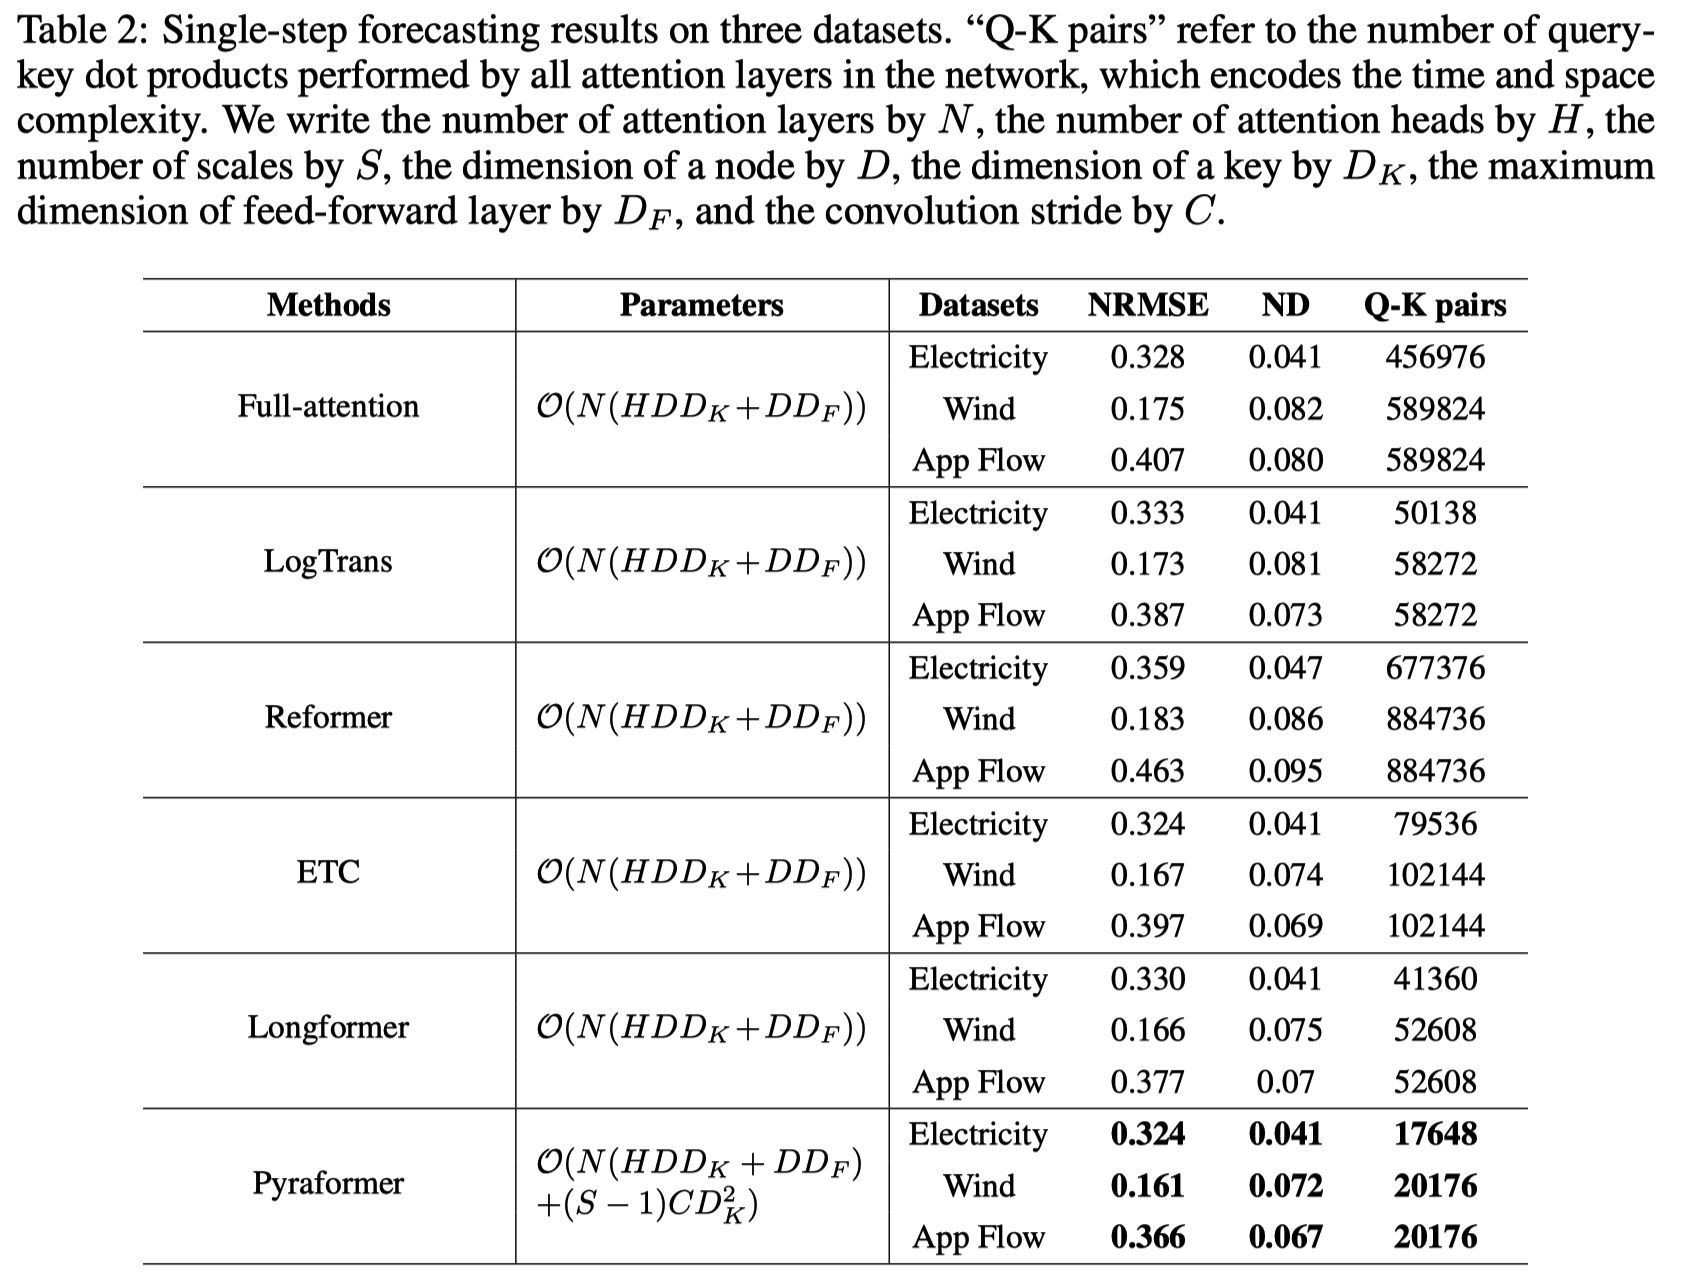 Table 2: Single-step forecasting results on three datasets. “Q-K pairs” refer to the number of query-
key dot products performed by all attention layers in the network, which encodes the time and space
complexity. We write the number of attention layers by N, the number of attention heads by H, the
number of scales by S, the dimension of a node by D, the dimension of a key by D_K, the maximum
dimension of feed-forward layer by D_F, and the convolution stride by C.
Methods Parameters Datasets NRMSE ND Q-K pairs
Electricity 0.328 0.041 456976
Full-attention O(N(HDD_K+DD_F)) Wind 0.175 0.082 589824
App Flow 0.407 0.080 589824
Electricity 0.333 0.041 50138
LogTrans O(N(HDD_K+DD_F)) Wind 0.173 0.081 58272
App Flow 0.387 0.073 58272
Electricity 0.359 0.047 677376
Reformer O(N(HDD_K+DD_F)) Wind 0.183 0.086 884736
App Flow 0.463 0.095 884736
Electricity 0.324 0.041 79536
ETC O(N(HDD_K+DD_F)) Wind 0.167 0.074 102144
App Flow 0.397 0.069 102144
Electricity 0.330 0.041 41360
Longformer O(N(HDD_K+DD_F)) Wind 0.166 0.075 52608
App Flow 0.377 0.07 52608
Electricity 0.324 0.041 17648
Pyraformer O(N(HDD_K + DD_F)
+(S − 1)CD_K^2) Wind 0.161 0.072 20176
App Flow 0.366 0.067 20176